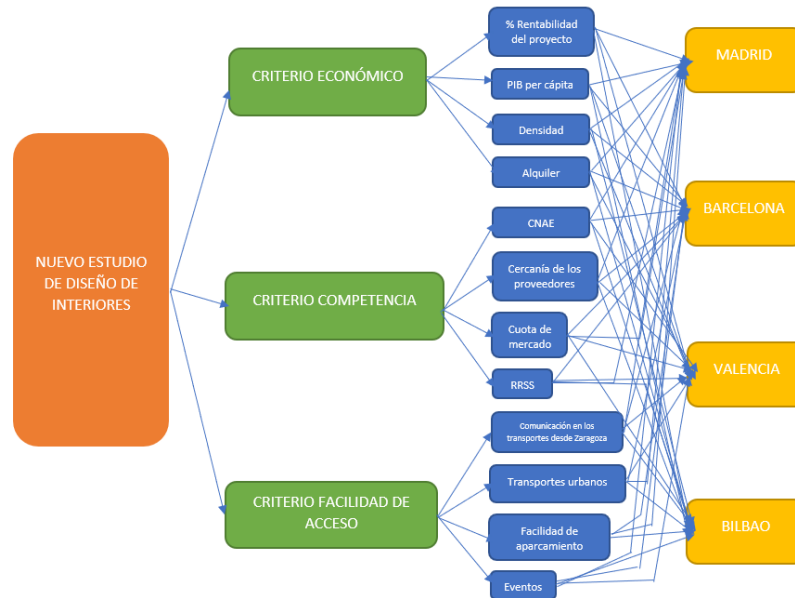 NUEVO ESTUDIO
DE DISEÑO DE
INTERIORES
CRITERIO ECONÓMICO
CRITERIO COMPETENCIA
CRITERIO FACILIDAD DE
ACCESO
% Rentabilidad
del proyecto
PIB per cápita
Densidad
Alquiler
CNAE
Cercanía de los
proveedores
Cuota de
mercado
RRSS
Comunicación en los
transportes desde Zaragoza
Transportes urbanos
Facilidad de
aparcamiento
Eventos
MADRID
BARCELONA
VALENCIA
BILBAO